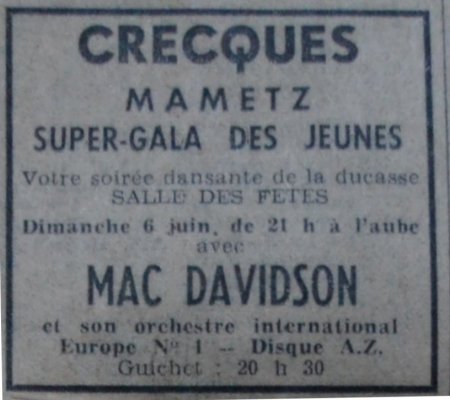 CRECQUES
MAMETZ
SUPER-GALA DES JEUNES
Votre soirée dansante de la ducasse
SALLE DES FETES
Dimanche 6 juin, de 21 h à l'aube
avec
MAC DAVIDSON
et son orchestre international
Europe N° 1 -- Disque A.Z.
Guichet : 20 h 30